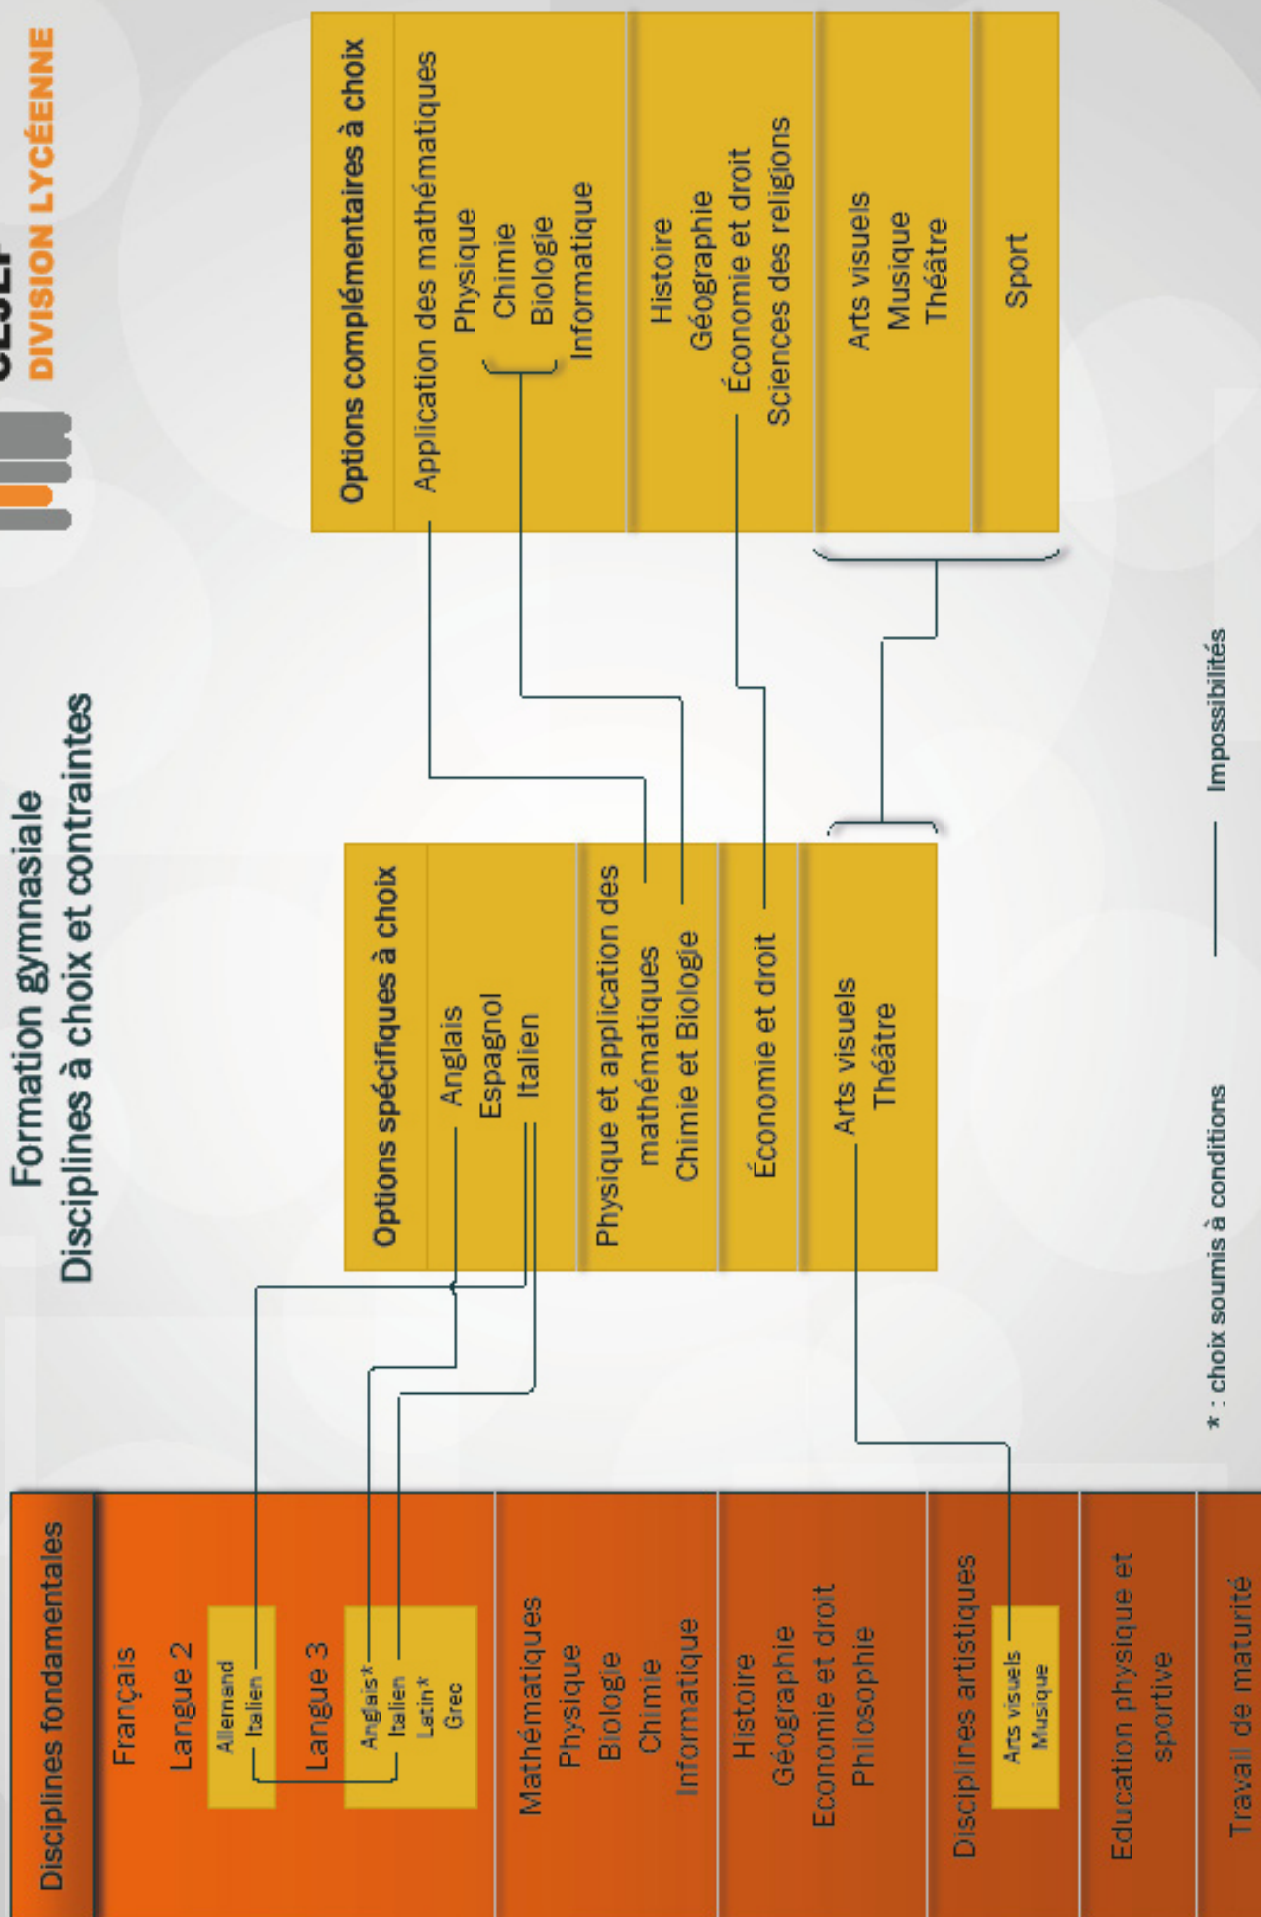 Formation gymnasiale
Disciplines à choix et contraintes
DIVISION LYCÉENNE
Disciplines fondamentales
Français
Langue 2
Allemand
Italien
Langue 3
Anglais*
Italien
Latin*
Grec
Mathématiques
Physique
Biologie
Chimie
Informatique
Histoire
Géographie
Economie et droit
Philosophie
Disciplines artistiques
Arts visuels
Musique
Education physique et
sportive
Travail de maturité
Options spécifiques à choix
Anglais
Espagnol
Italien
Physique et application des
mathématiques
Chimie et Biologie
Économie et droit
Arts visuels
Théâtre
Options complémentaires à choix
Application des mathématiques
Physique
Chimie
Biologie
Informatique
Histoire
Géographie
Économie et droit
Sciences des religions
Arts visuels
Musique
Théâtre
Sport
* : choix soumis à conditions
Impossibilités